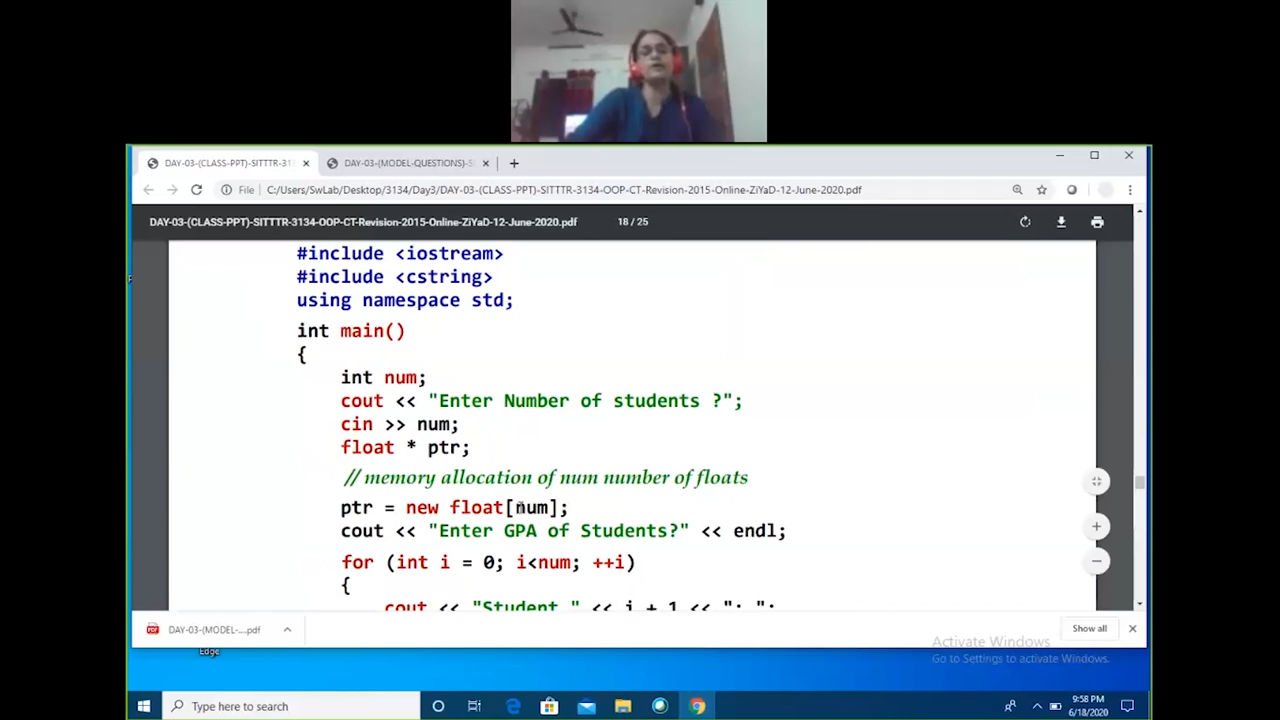 DAY-03-(CLASS-PPT)-SITTTR-31
DAY-03-(MODEL-QUESTIONS)-S
File C:/Users/SwLab/Desktop/3134/Day3/DAY-03-(CLASS-PPT)-SITTTR-3134-OOP-CT-Revision-2015-Online-ZiYaD-12-June-2020.pdf
DAY-03-(CLASS-PPT)-SITTTR-3134-OOP-CT-Revision-2015-Online-ZiYaD-12-June-2020.pdf 18 / 25
#include <iostream>
#include <cstring>
using namespace std;
int main()
{
int num;
cout << "Enter Number of students ?";
cin >> num;
float * ptr;
// memory allocation of num number of floats
ptr = new float[num];
cout << "Enter GPA of Students?" << endl;
for (int i = 0; i<num; ++i)
{
cout << "Student " << i + 1 << ": ";
DAY-03-(MODEL-....pdf
Show all
Activate Windows
Go to Settings to activate Windows.
Edge
Type here to search
9:58 PM
6/18/2020